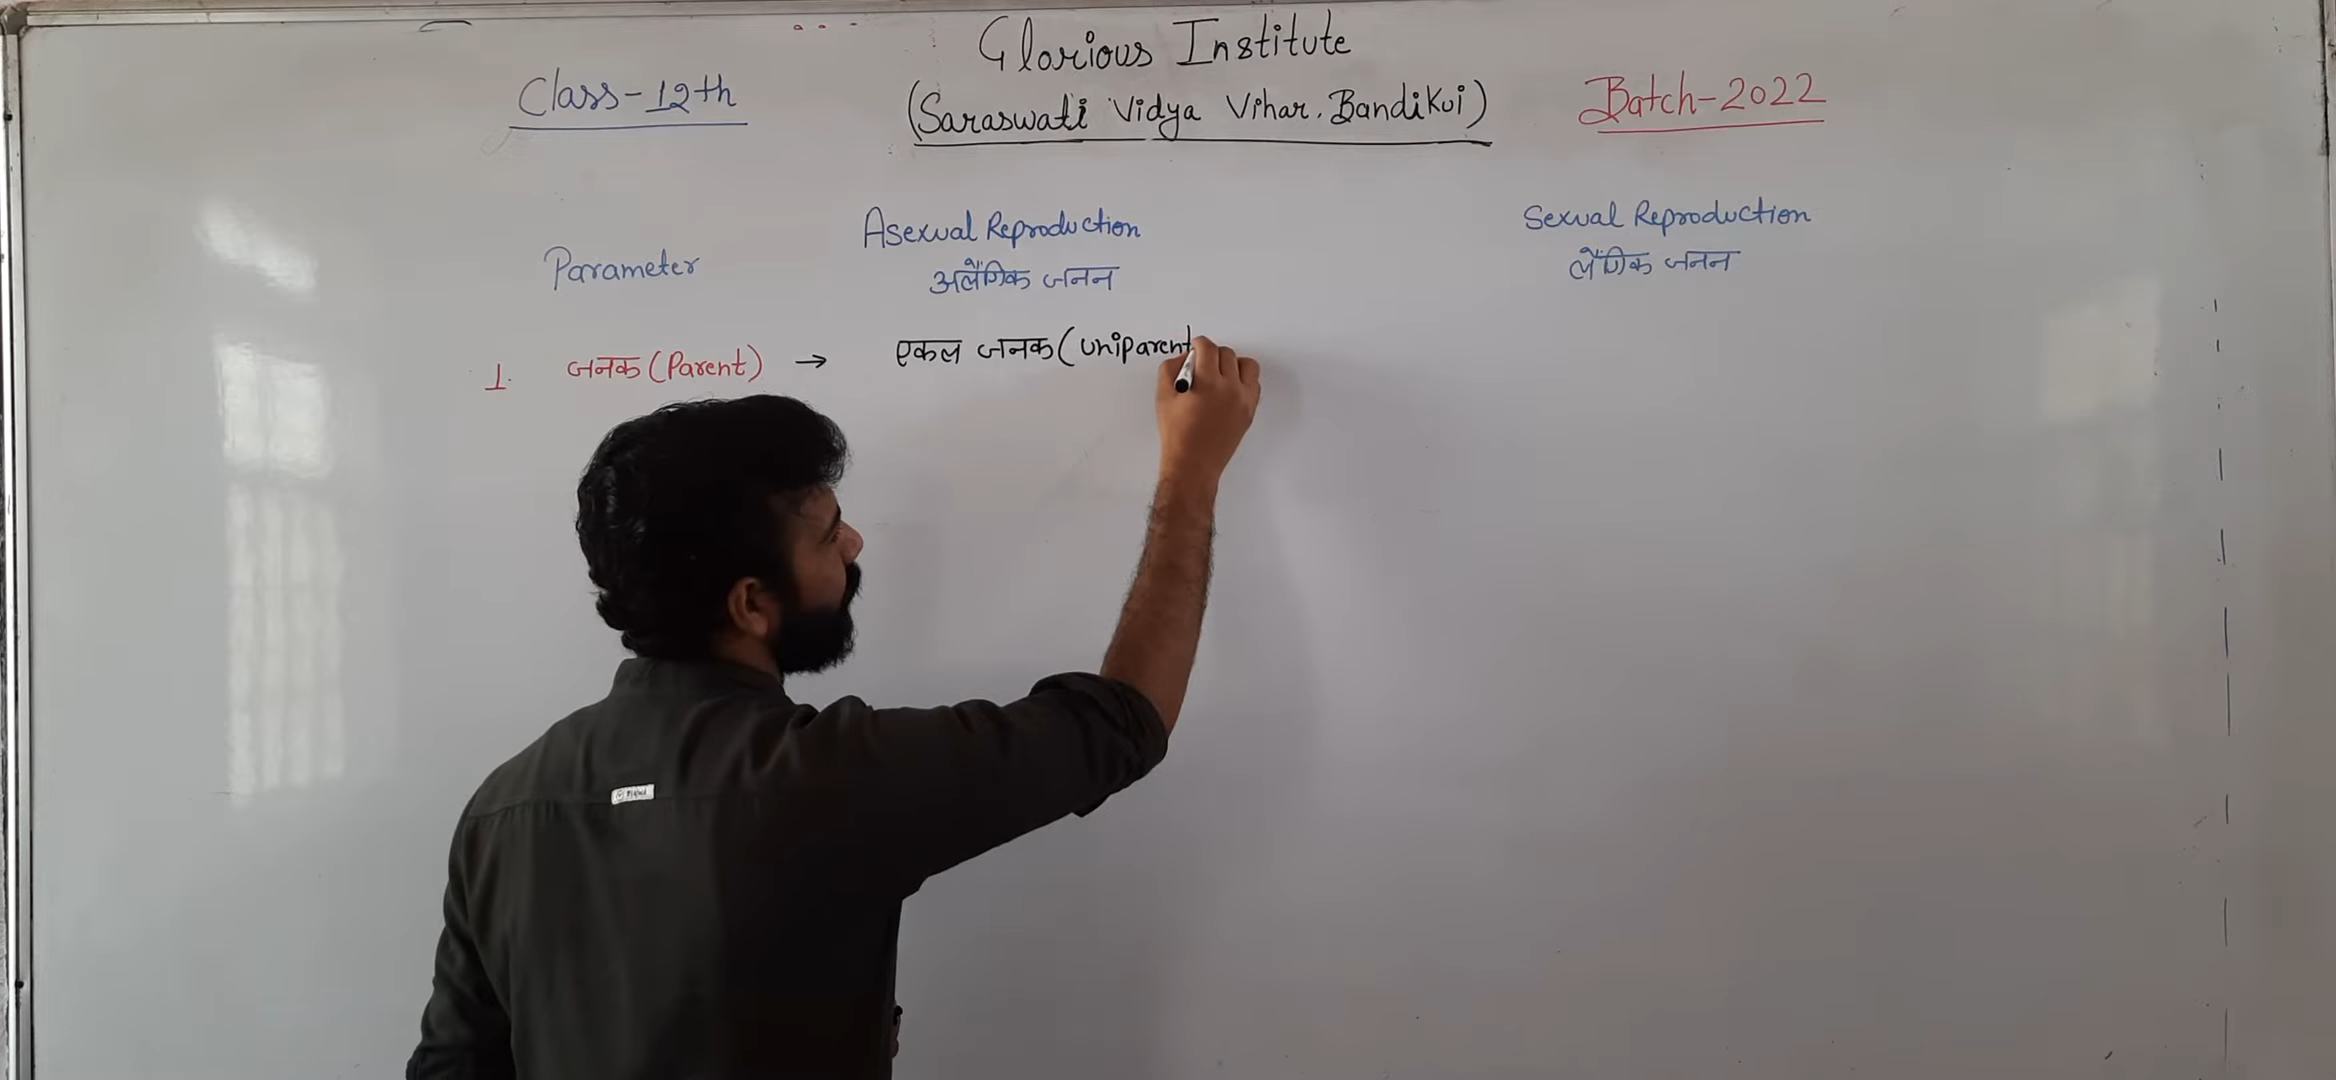 Glorious Institute
Class-12th
(Saraswati Vidya Vihar, Bandikui)
Batch-2022
Parameter
Asexual Reproduction
अलैंगिक जनन
Sexual Reproduction
लैंगिक जनन
1. जनक (Parent) → एकल जनक (Uniparent